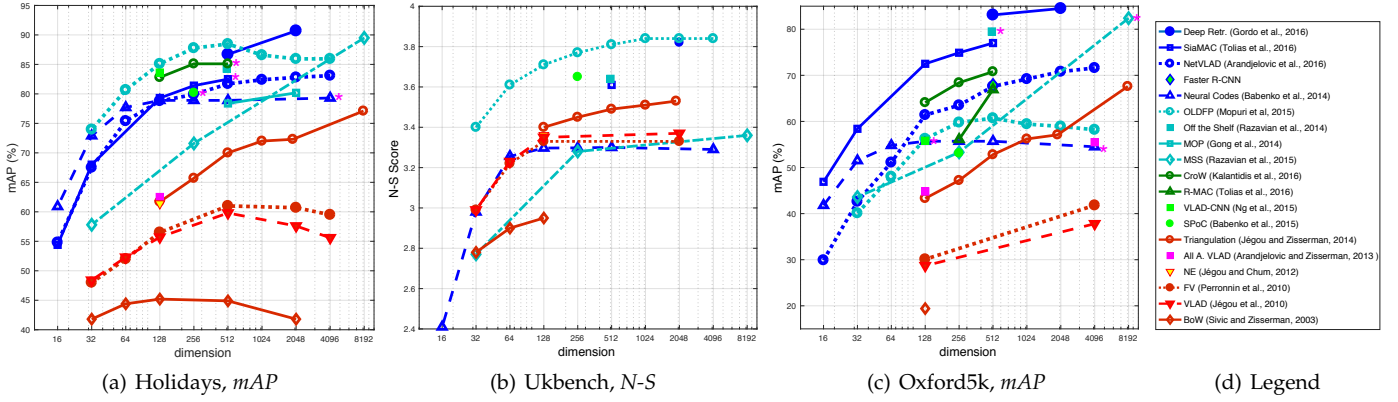 95
90
85
80
75
70
65
60
55
50
45
40
mAP (%)
16 32 64 128 256 512 1024 2048 4096 8192
dimension
(a) Holidays, mAP
4
3.8
3.6
3.4
3.2
3.0
2.8
2.6
2.4
N-S Score
16 32 64 128 256 512 1024 2048 4096 8192
dimension
(b) Ukbench, N-S
80
70
60
50
40
30
20
mAP (%)
16 32 64 128 256 512 1024 2048 4096 8192
dimension
(c) Oxford5k, mAP
Deep Retr. (Gordo et al., 2016)
SiaMAC (Tolias et al., 2016)
NetVLAD (Arandjelovic et al., 2016)
Faster R-CNN
Neural Codes (Babenko et al., 2014)
OLDFP (Mopuri et al, 2015)
Off the Shelf (Razavian et al., 2014)
MOP (Gong et al., 2014)
MSS (Razavian et al., 2015)
CroW (Kalantidis et al., 2016)
R-MAC (Tolias et al., 2016)
VLAD-CNN (Ng et al., 2015)
SPoC (Babenko et al., 2015)
Triangulation (Jégou and Zisserman, 2014)
All A. VLAD (Arandjelovic and Zisserman, 2013 )
NE (Jégou and Chum, 2012)
FV (Perronnin et al., 2010)
VLAD (Jégou et al., 2010)
BoW (Sivic and Zisserman, 2003)
(d) Legend